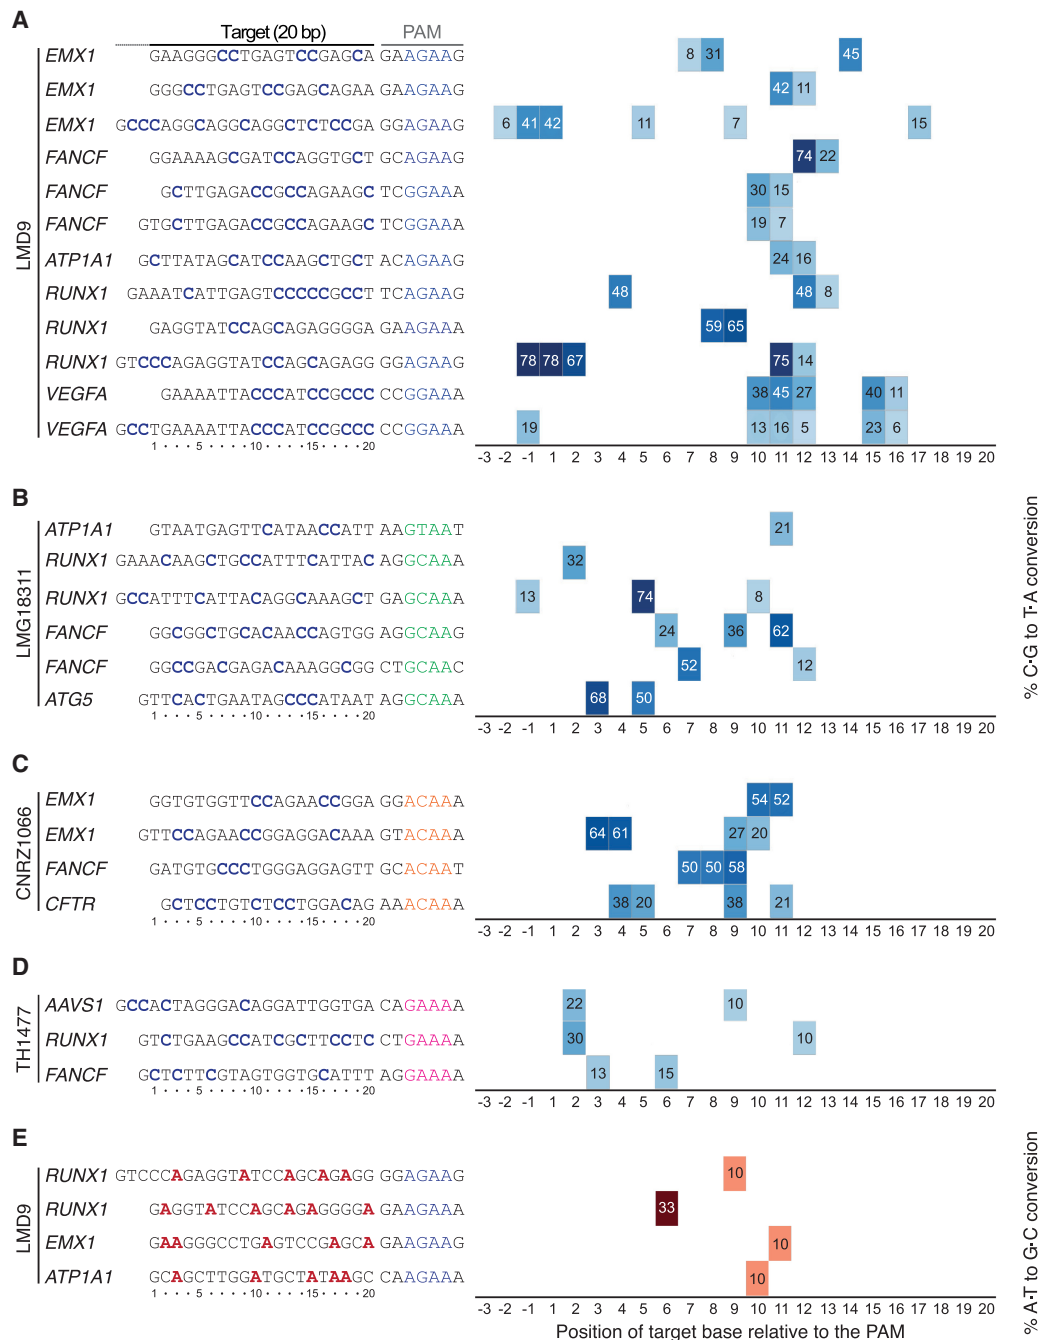 A
Target (20 bp) PAM
LMD9
EMX1 GAAGGGCCTGAGTCCGAGCA GAAGAAG 8 31 45
EMX1 GGGCCTGAGTCCGAGCAGAA GAAGAAG 42 11
EMX1 GCCCAGGCAGGCAGGCTCTCCGA GGAGAAG 6 41 42 11 7 15
FANCF GGAAAAGCGATCCAGGTGCT GCAGAAG 74 22
FANCF GCTTGAGACCGCCAGAAGC TCGGAAA 30 15
FANCF GTGCTTGAGACCGCCAGAAGC TCGGAAA 19 7
ATP1A1 GCTTATAGCATCCAAGCTGCT ACAGAAG 24 16
RUNX1 GAAATCATTGAGTCCCCCGCCT TCAGAAG 48 48 8
RUNX1 GAGGTATCCAGCAGAGGGGA GAAGAAA 59 65
RUNX1 GTCCCAGAGGTATCCAGCAGAGG GGAGAAG 78 78 67 75 14
VEGFA GAAAATTACCCATCCGCCC CCGGAAA 38 45 27 40 11
VEGFA GCCTGAAAATTACCCATCCGCCC CCGGAAA 19 13 16 5 23 6
1 · · · 5 · · · · 10 · · · · 15 · · · · 20
-3 -2 -1 1 2 3 4 5 6 7 8 9 10 11 12 13 14 15 16 17 18 19 20
B
LMG18311
ATP1A1 GTAATGAGTTCATAACCATT AAGTAAT 21
RUNX1 GAAACAAGCTGCCATTTCATTAC AGGCAAA 32
RUNX1 GCCATTTCATTACAGGCAAAGCT GAGCAAA 13 74 8
FANCF GGCGGCTGCACAACCAGTGG AGGCAAG 24 36 62
FANCF GGCCGACGAGACAAAGGCGG CTGCAAC 52 12
ATG5 GTTCACTGAATAGCCCATAAT AGGCAAA 68 50
1 · · · 5 · · · · 10 · · · · 15 · · · · 20
-3 -2 -1 1 2 3 4 5 6 7 8 9 10 11 12 13 14 15 16 17 18 19 20
% C·G to T·A conversion
C
CNRZ1066
EMX1 GGTGTGGTTCCAGAACCGGA GGACAAA 54 52
EMX1 GTTCCAGAACCGGAGGACAAA GTACAAA 64 61 27 20
FANCF GATGTGCCCTGGGAGGAGTT GCACAAT 50 50 58
CFTR GCTCCTGTCTCCTGGACAG AAACAAA 38 20 38 21
1 · · · 5 · · · · 10 · · · · 15 · · · · 20
-3 -2 -1 1 2 3 4 5 6 7 8 9 10 11 12 13 14 15 16 17 18 19 20
D
TH1477
AAVS1 GCCACTAGGGACAGGATTGGTGA CAGAAAA 22 10
RUNX1 GTCTGAAGCCATCGCTTCCTC CTGAAAA 30 10
FANCF GCTCTTCGTAGTGGTGCATTT AGGAAAA 13 15
1 · · · 5 · · · · 10 · · · · 15 · · · · 20
-3 -2 -1 1 2 3 4 5 6 7 8 9 10 11 12 13 14 15 16 17 18 19 20
E
LMD9
RUNX1 GTCCCAGAGGTATCCAGCAGAGG GGAGAAG 10
RUNX1 GAGGTATCCAGCAGAGGGGA GAAGAAA 33
EMX1 GAAGGGCCTGAGTCCGAGCA GAAGAAG 10
ATP1A1 GCAGCTTGGATGCTATAAGC CAAGAAA 10
1 · · · 5 · · · · 10 · · · · 15 · · · · 20
-3 -2 -1 1 2 3 4 5 6 7 8 9 10 11 12 13 14 15 16 17 18 19 20
% A·T to G·C conversion
Position of target base relative to the PAM